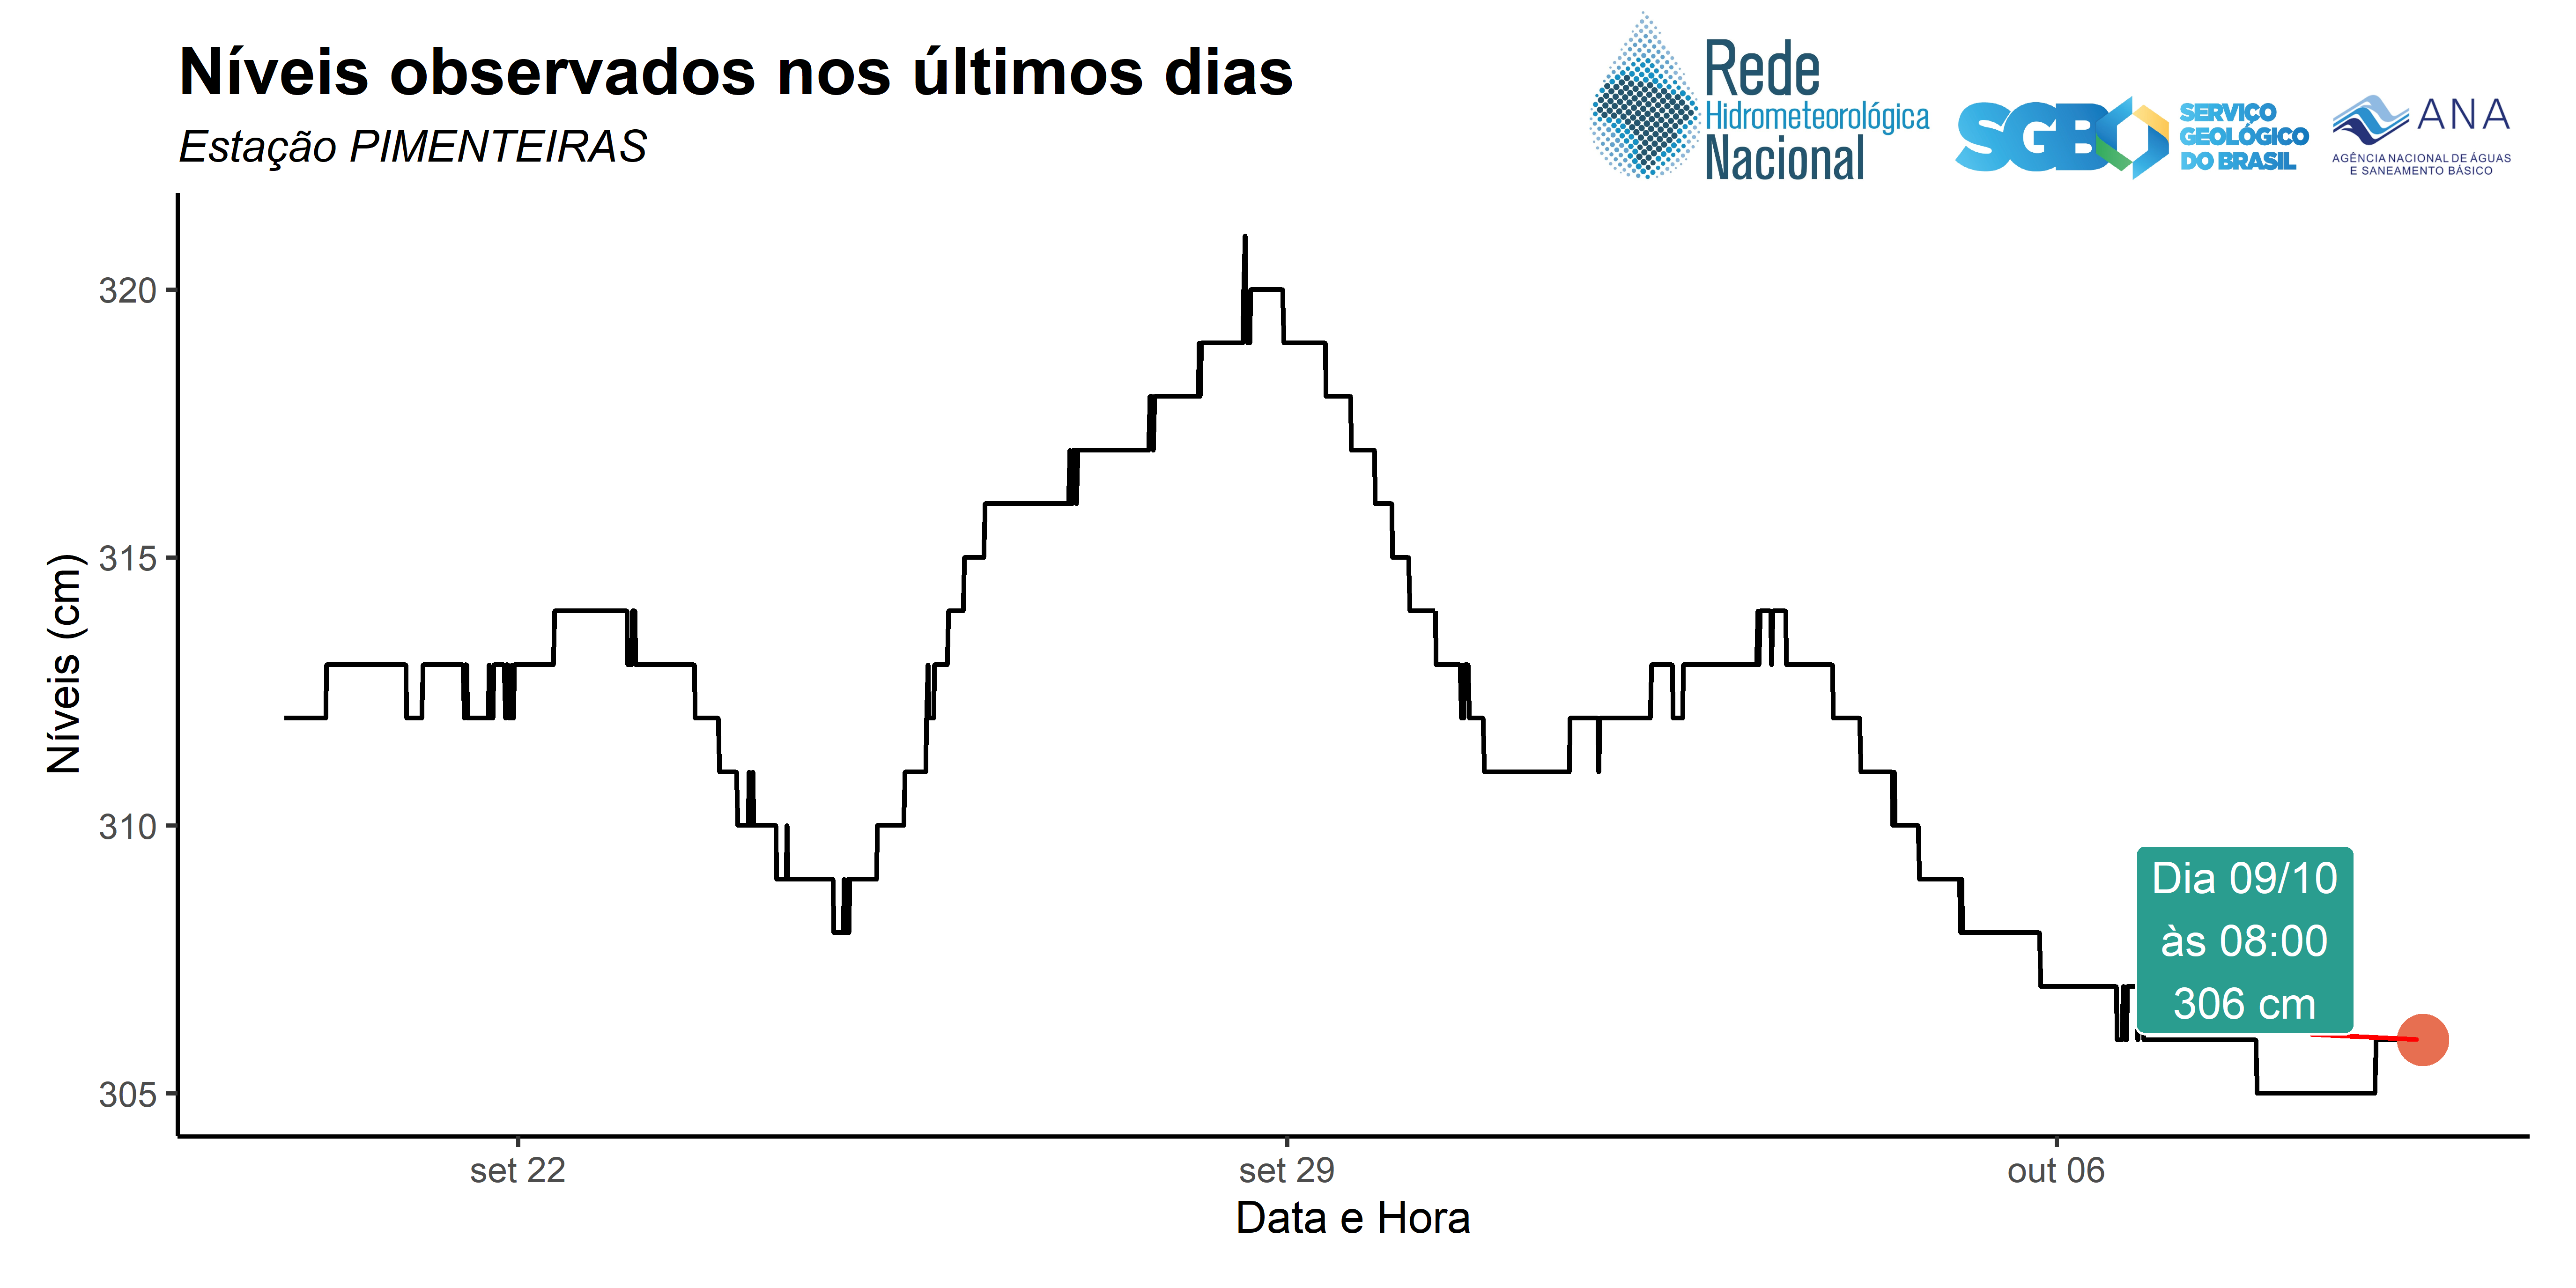 Níveis observados nos últimos dias
Estação PIMENTEIRAS
Rede
Hidrometeorológica
Nacional
SGB
SERVIÇO
GEOLÓGICO
DO BRASIL
ANA
AGÊNCIA NACIONAL DE ÁGUAS
E SANEAMENTO BÁSICO
Níveis (cm)
320
315
310
305
Dia 09/10
às 08:00
306 cm
set 22
set 29
out 06
Data e Hora